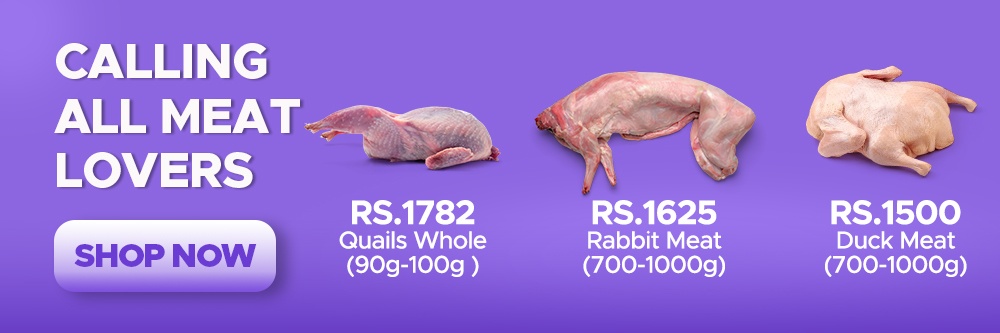 CALLING
ALL MEAT
LOVERS
SHOP NOW
RS.1782
Quails Whole
(90g-100g )
RS.1625
Rabbit Meat
(700-1000g)
RS.1500
Duck Meat
(700-1000g)